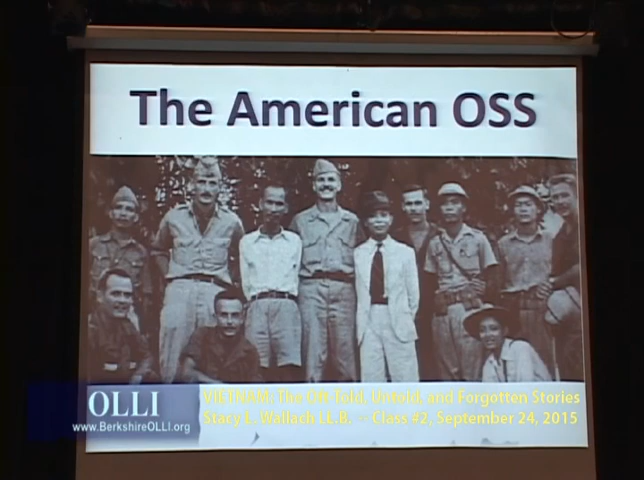 The American OSS
OLLI
www.BerkshireOLLI.org
VIETNAM: The Oft-Told, Untold, and Forgotten Stories
Stacy L. Wallach LL.B. - Class #2, September 24, 2015